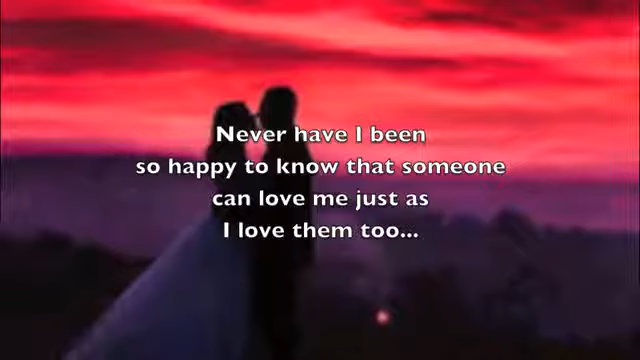 Never have I been
so happy to know that someone
can love me just as
I love them too...